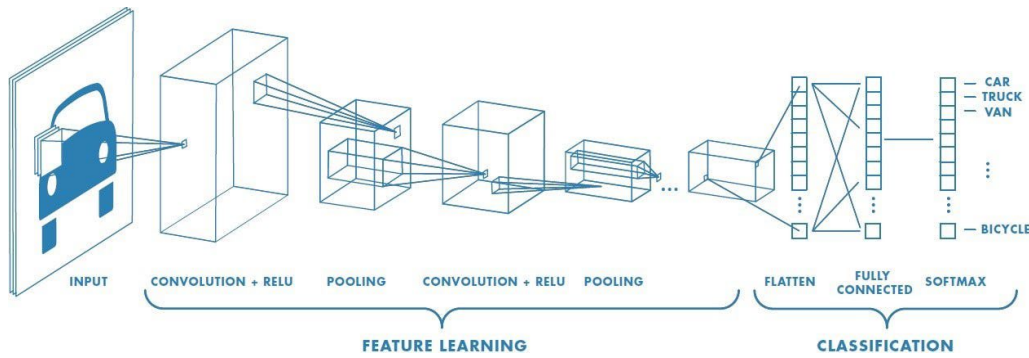 CAR
TRUCK
VAN
BICYCLE
INPUT
CONVOLUTION + RELU
POOLING
CONVOLUTION + RELU
POOLING
FLATTEN
FULLY
CONNECTED
SOFTMAX
FEATURE LEARNING
CLASSIFICATION